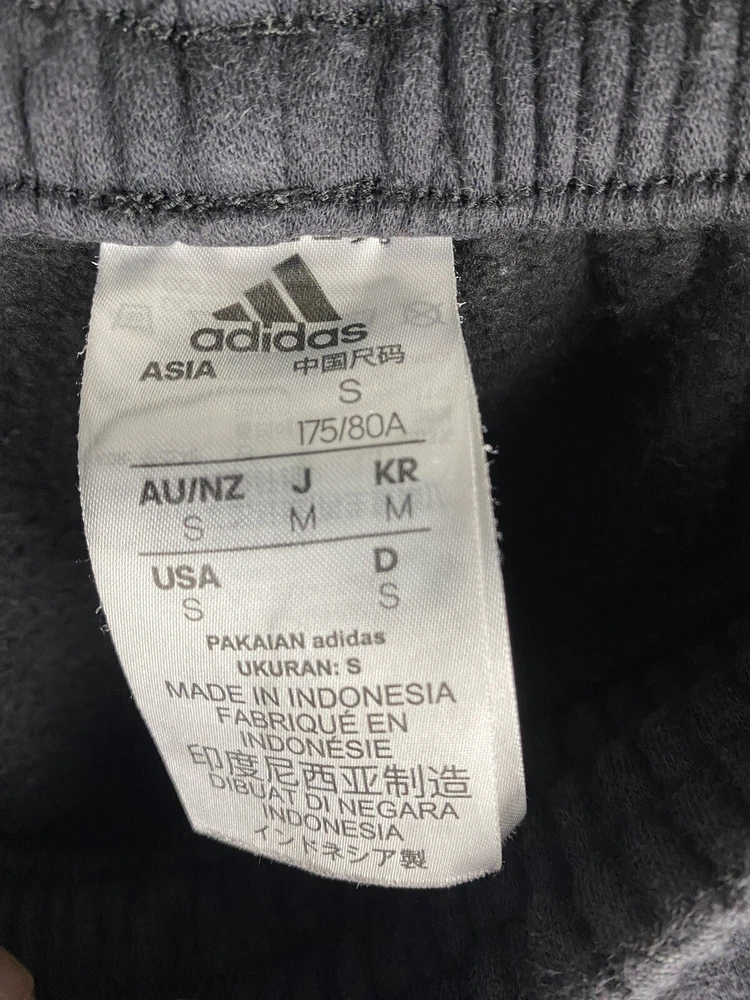 adidas
ASIA 中国尺码
S
175/80A
AU/NZ J KR
S M M
USA D
S S
PAKAIAN adidas
UKURAN: S
MADE IN INDONESIA
FABRIQUÉ EN
INDONÉSIE
印度尼西亚制造
DIBUAT DI NEGARA
INDONESIA
インドネシア製